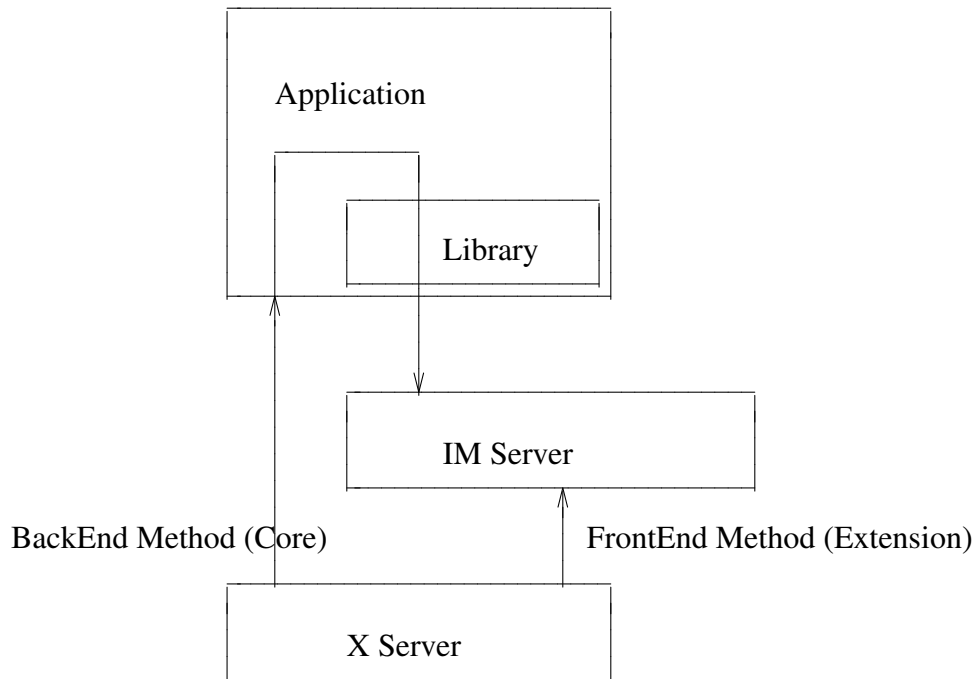 Application
Library
IM Server
BackEnd Method (Core)
FrontEnd Method (Extension)
X Server